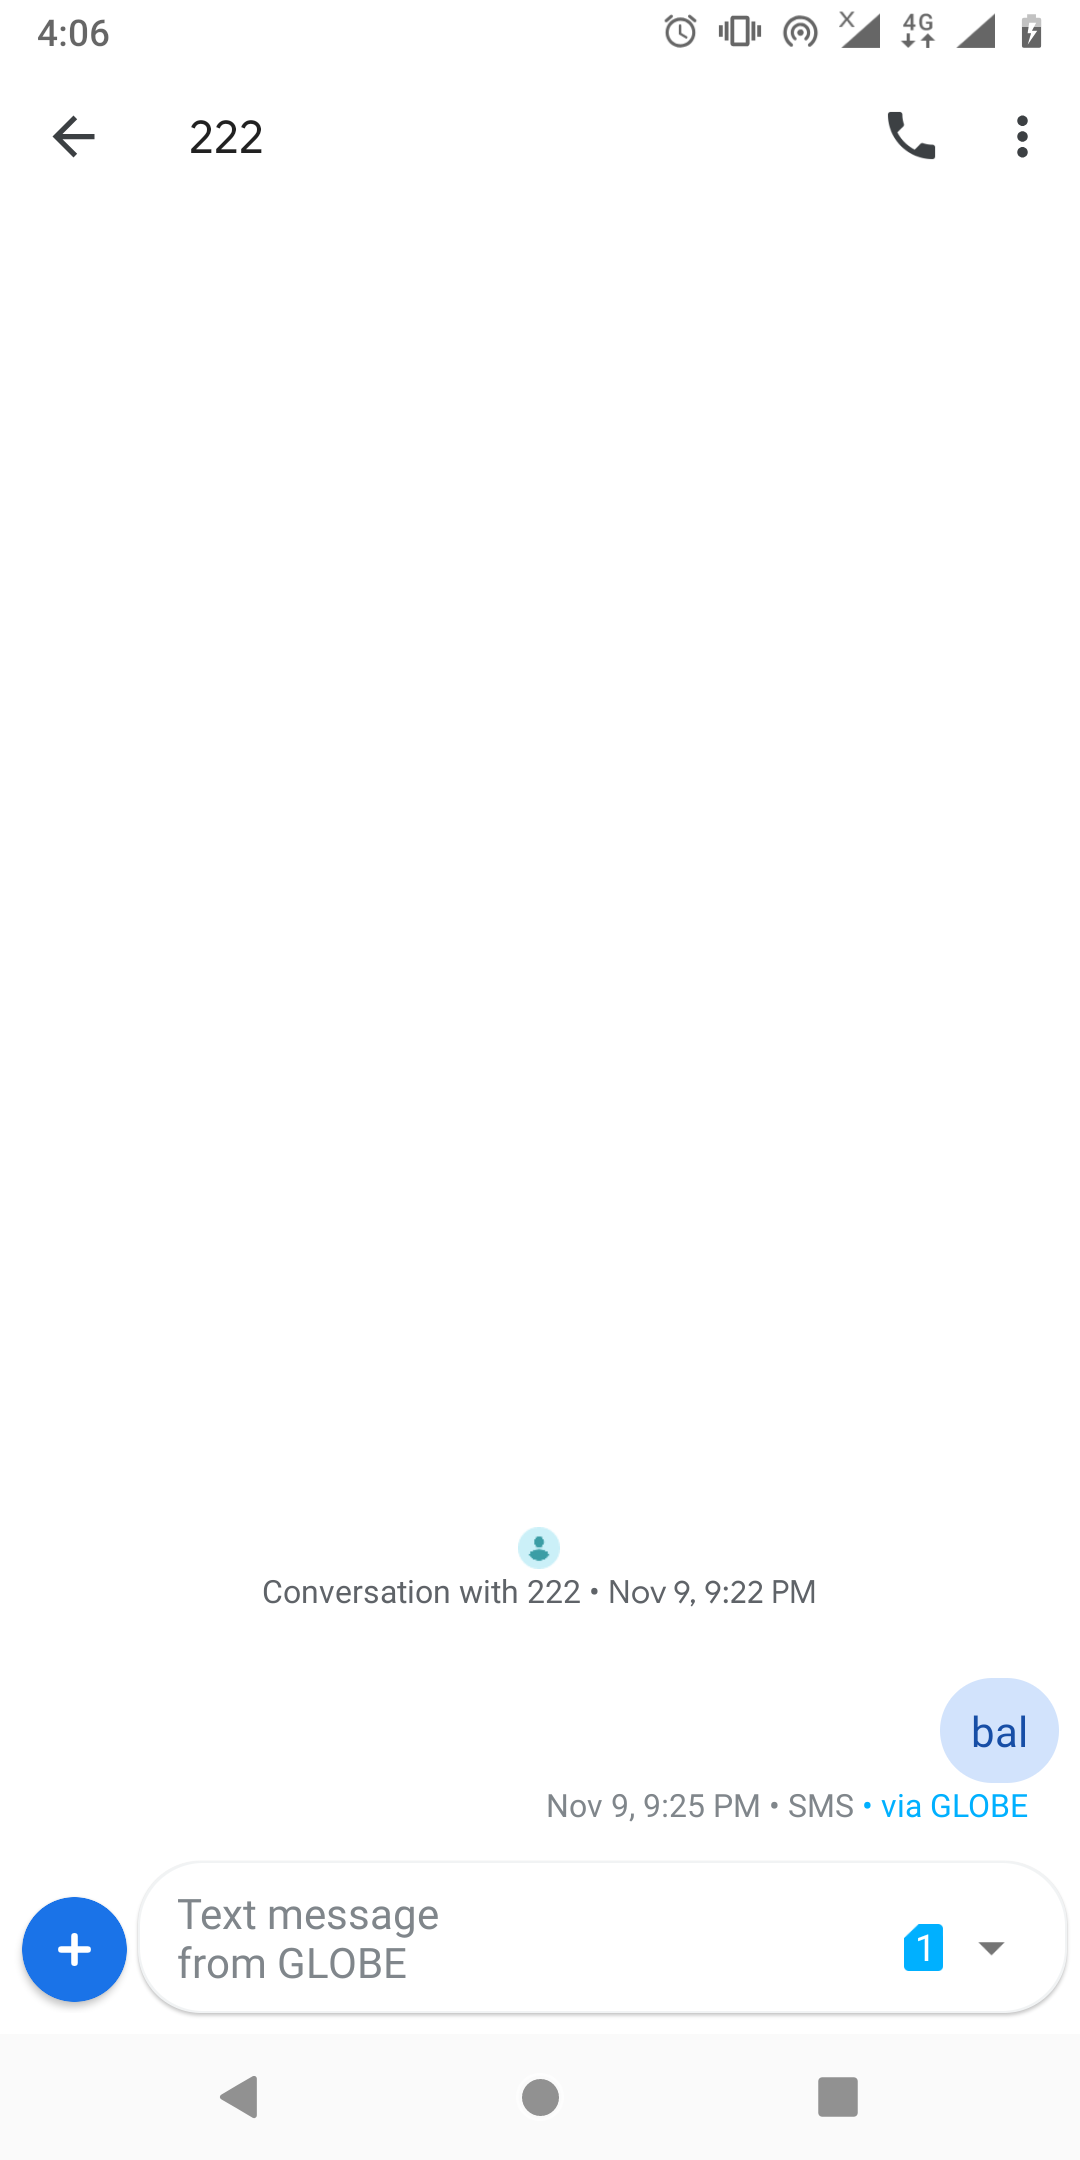 4:06
X
4G
222
Conversation with 222 • Nov 9, 9:22 PM
bal
Nov 9, 9:25 PM • SMS • via GLOBE
Text message
from GLOBE
1